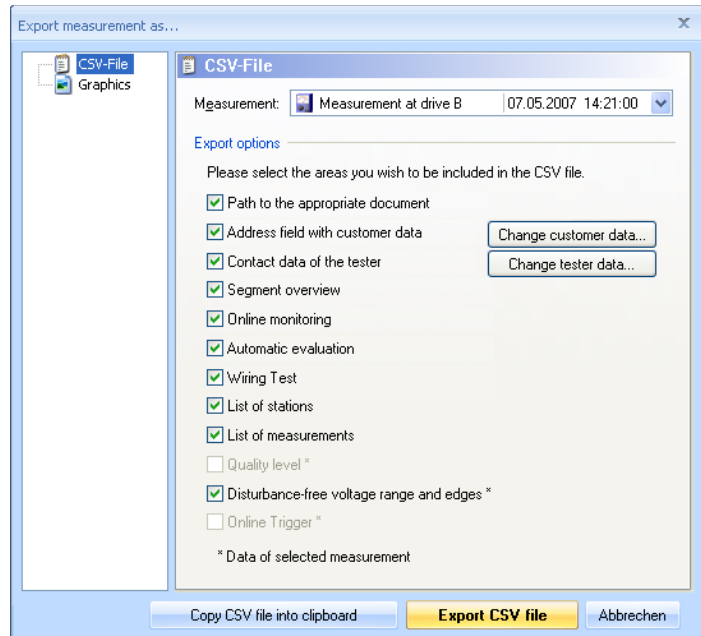 Export measurement as...
CSV-File
Graphics
CSV-File
Measurement: Measurement at drive B 07.05.2007 14:21:00
Export options
Please select the areas you wish to be included in the CSV file.
Path to the appropriate document
Address field with customer data Change customer data...
Contact data of the tester Change tester data...
Segment overview
Online monitoring
Automatic evaluation
Wiring Test
List of stations
List of measurements
Quality level *
Disturbance-free voltage range and edges *
Online Trigger *
* Data of selected measurement
Copy CSV file into clipboard Export CSV file Abbrechen